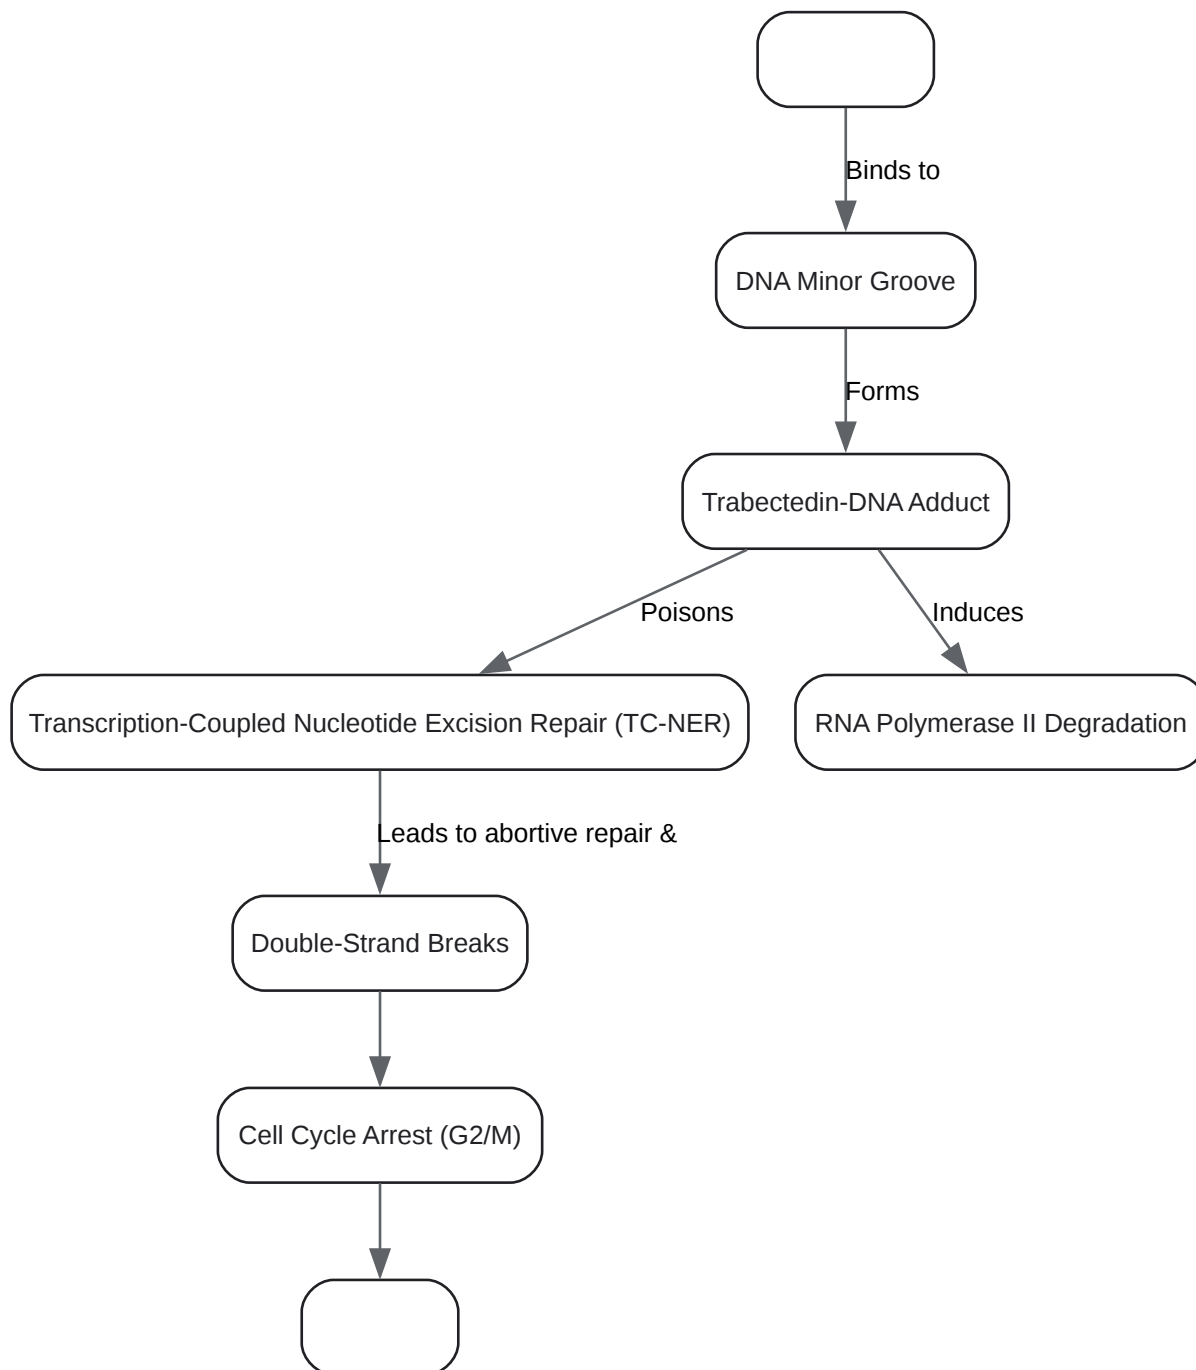 Binds to
DNA Minor Groove
Forms
Trabectedin-DNA Adduct
Poisons
Induces
Transcription-Coupled Nucleotide Excision Repair (TC-NER)
RNA Polymerase II Degradation
Leads to abortive repair &
Double-Strand Breaks
Cell Cycle Arrest (G2/M)